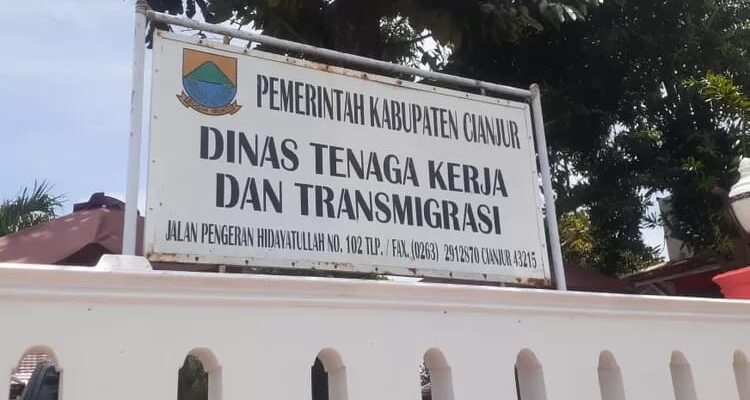 PEMERINTAH KABUPATEN CIANJUR
DINAS TENAGA KERJA
DAN TRANSMIGRASI
JALAN PENGERAN HIDAYATULLAH NO. 102 TLP. / FAX. (0263) 2912870 CIANJUR 43215